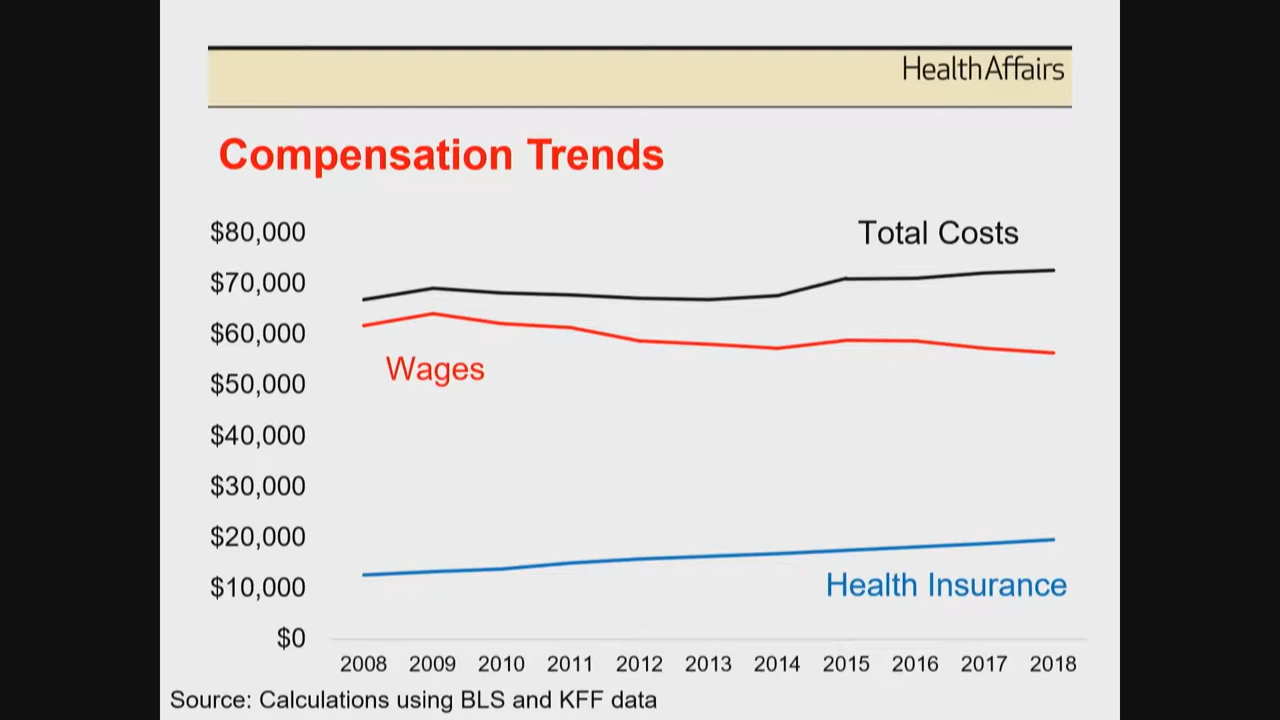 HealthAffairs
Compensation Trends
$80,000
Total Costs
$70,000
$60,000
Wages
$50,000
$40,000
$30,000
$20,000
$10,000
Health Insurance
$0
2008 2009 2010 2011 2012 2013 2014 2015 2016 2017 2018
Source: Calculations using BLS and KFF data